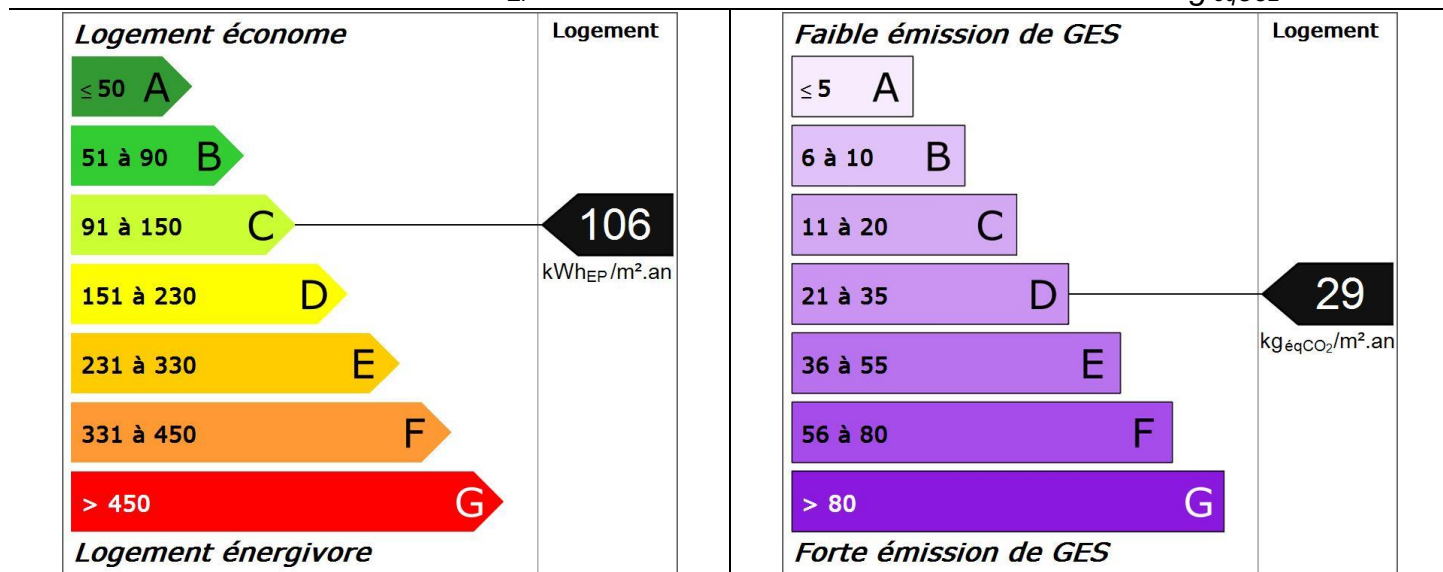 Logement économe
Logement
≤ 50 A
51 à 90 B
91 à 150 C
106
kWhEP/m².an
151 à 230 D
231 à 330 E
331 à 450 F
> 450 G
Logement énergivore
Faible émission de GES
Logement
≤ 5 A
6 à 10 B
11 à 20 C
21 à 35 D
29
kgéqCO2/m².an
36 à 55 E
56 à 80 F
> 80 G
Forte émission de GES